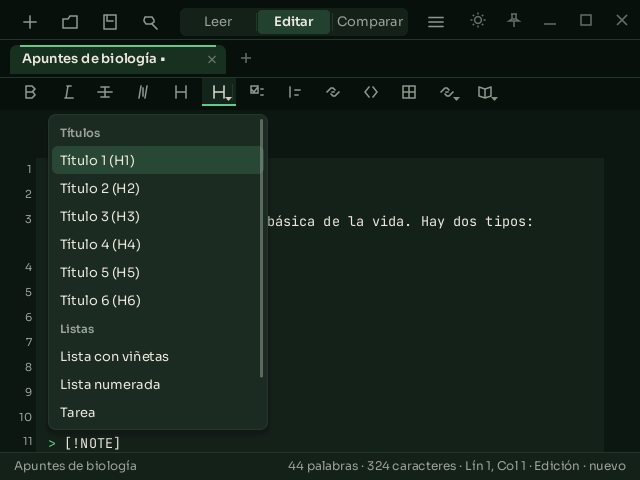 Leer Editar Comparar
Apuntes de biología •
Títulos
Título 1 (H1)
1
Título 2 (H2)
2
Título 3 (H3)
3 básica de la vida. Hay dos tipos:
Título 4 (H4)
4
Título 5 (H5)
5
Título 6 (H6)
6
Listas
7
Lista con viñetas
8
Lista numerada
9
Tarea
10
11 > [!NOTE]
Apuntes de biología 44 palabras · 324 caracteres · Lín 1, Col 1 · Edición · nuevo